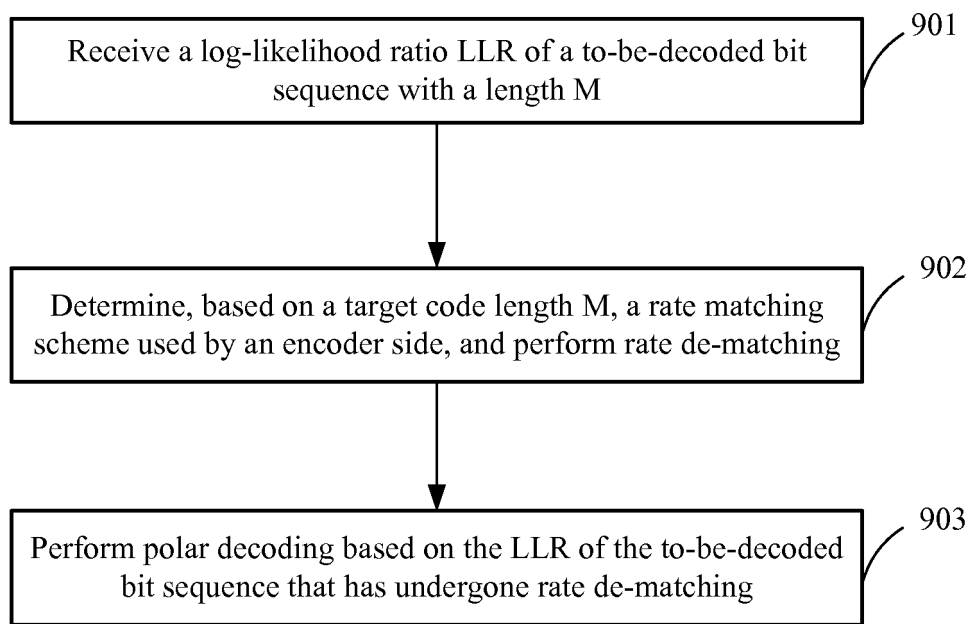 901
Receive a log-likelihood ratio LLR of a to-be-decoded bit
sequence with a length M
902
Determine, based on a target code length M, a rate matching
scheme used by an encoder side, and perform rate de-matching
903
Perform polar decoding based on the LLR of the to-be-decoded
bit sequence that has undergone rate de-matching